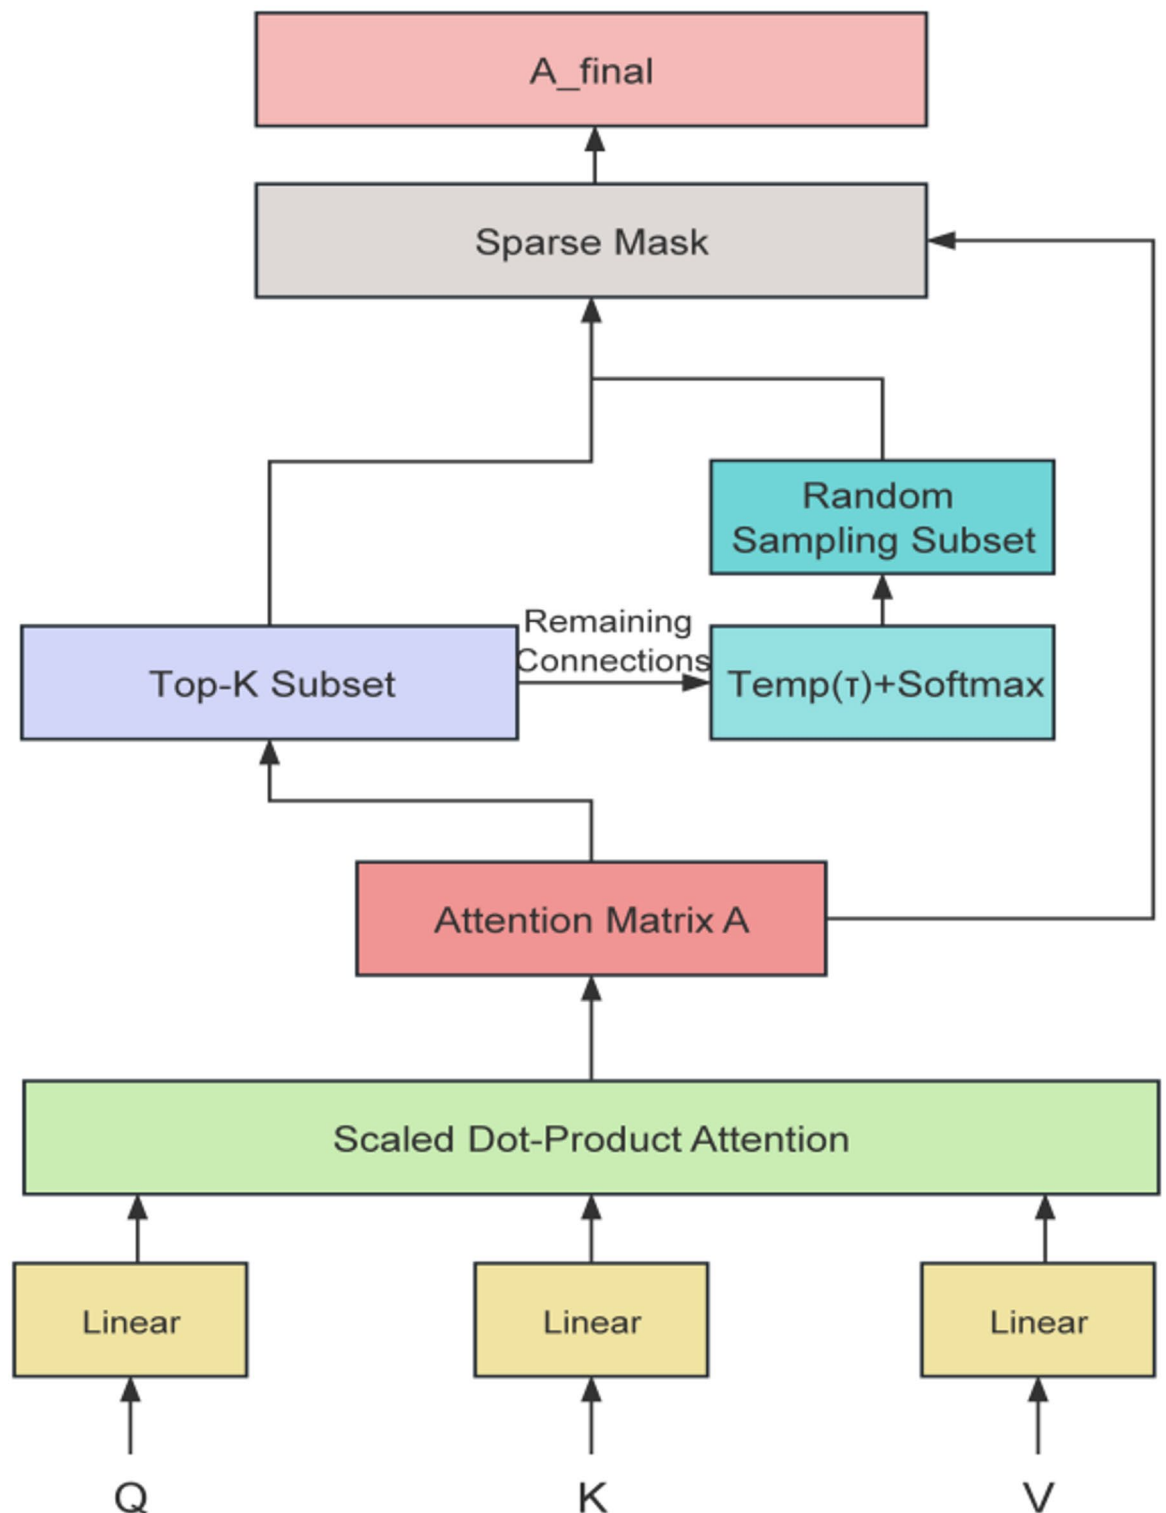 A_final
Sparse Mask
Random
Sampling Subset
Remaining
Connections
Top-K Subset
Temp(τ)+Softmax
Attention Matrix A
Scaled Dot-Product Attention
Linear
Linear
Linear
Q
K
V